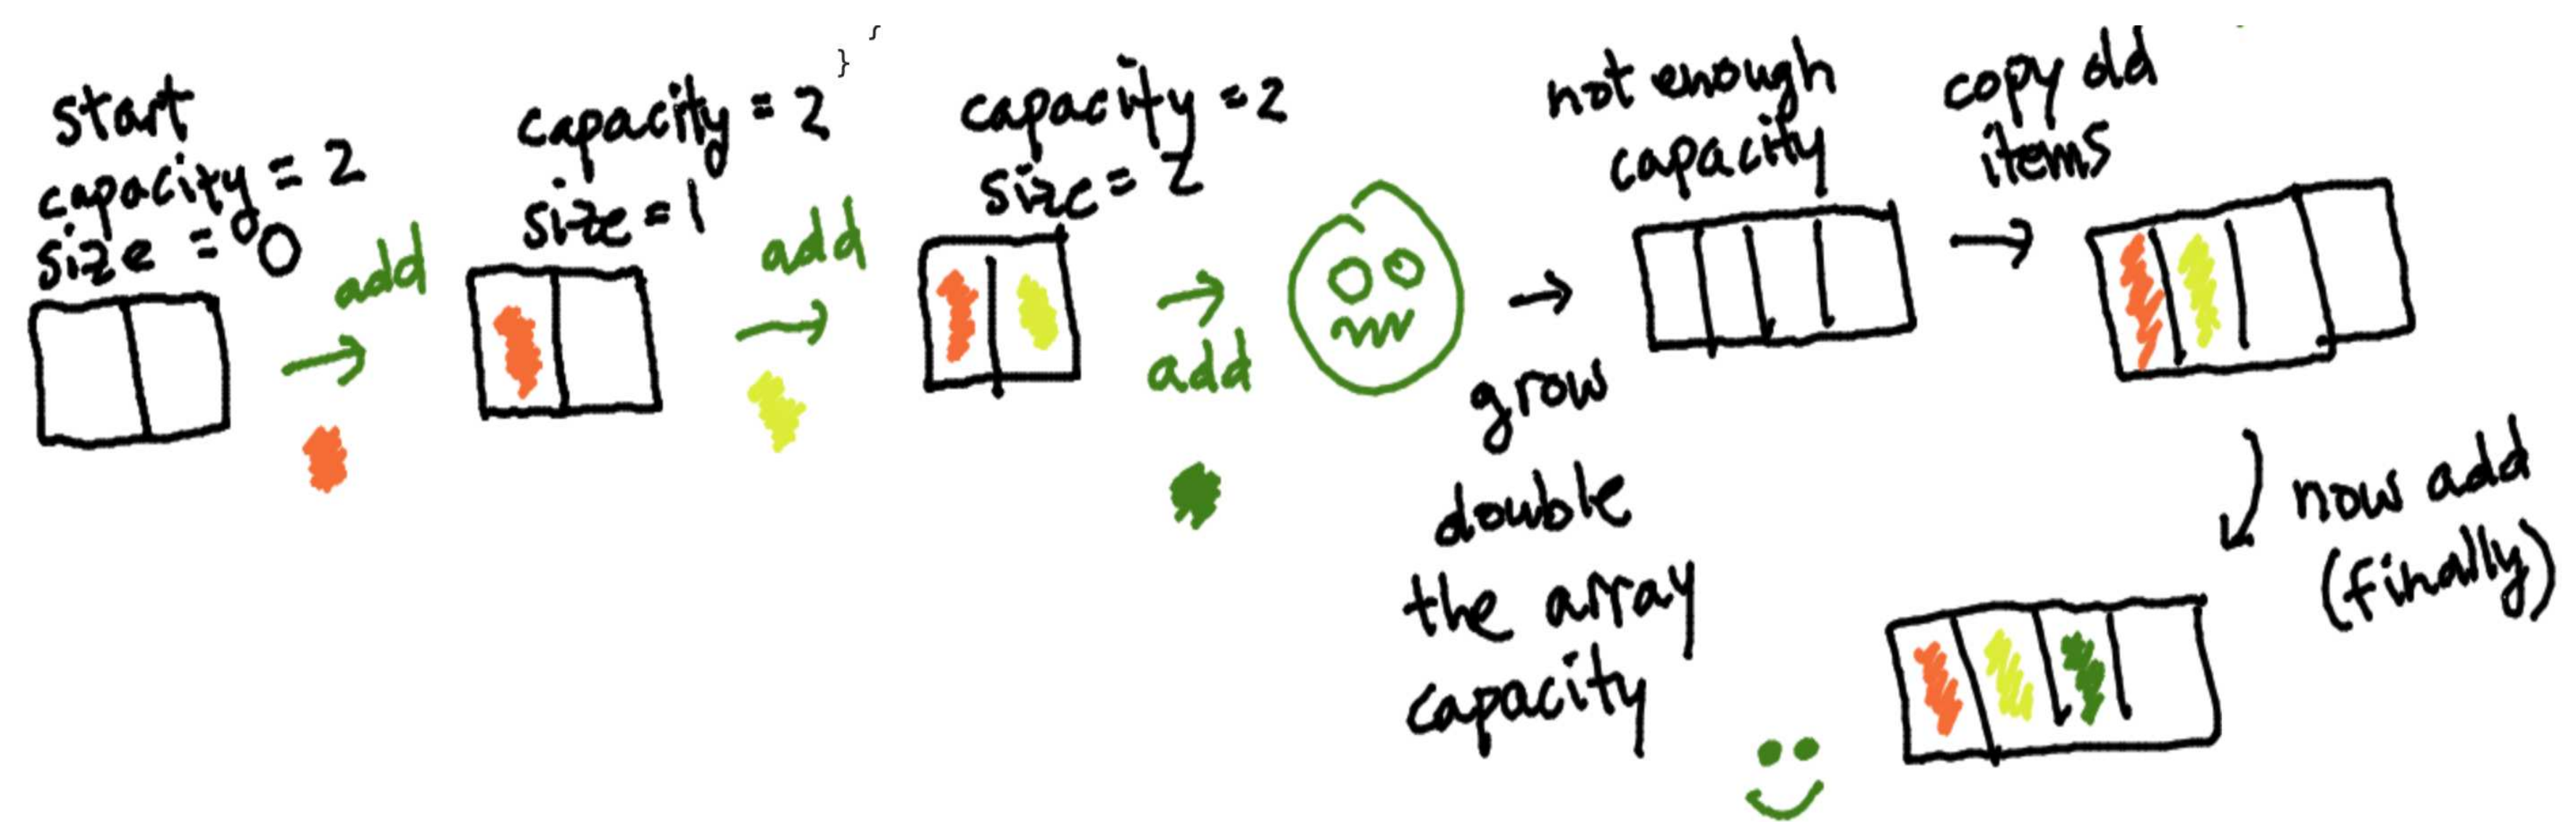 start
capacity = 2
size = 0
add
capacity = 2
size = 1
}
add
capacity = 2
size = 2
add
not enough
capacity
grow
double
the array
capacity
copy old
items
now add
(finally)